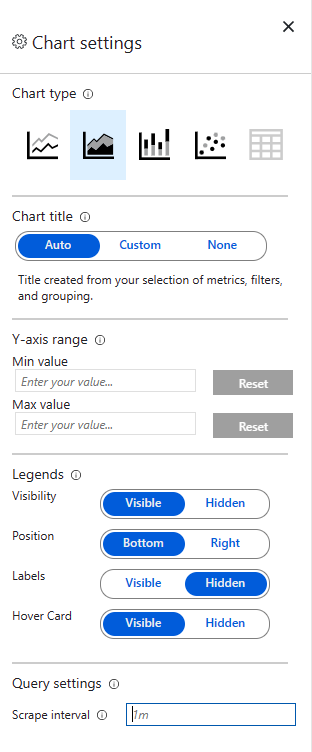 Chart settings
Chart type
Chart title
Auto Custom None
Title created from your selection of metrics, filters,
and grouping.
Y-axis range
Min value
Enter your value... Reset
Max value
Enter your value... Reset
Legends
Visibility Visible Hidden
Position Bottom Right
Labels Visible Hidden
Hover Card Visible Hidden
Query settings
Scrape interval 1m